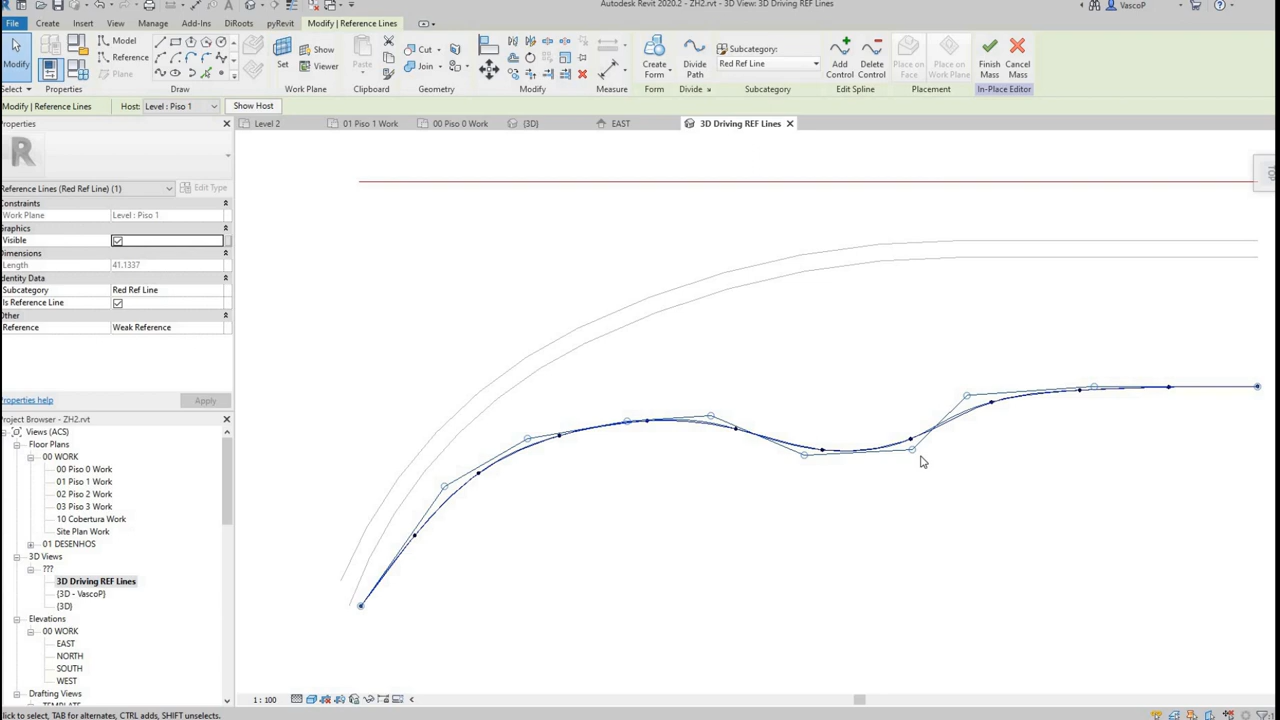 Autodesk Revit 2020.2 - ZH2.rvt - 3D View: 3D Driving REF Lines
VascoP
File Create Insert View Manage Add-Ins DiRoots pyRevit Modify | Reference Lines
Modify
Select
Properties
Model
Reference
Plane
Draw
Set
Show
Viewer
Work Plane
Paste
Clipboard
Cut
Join
Geometry
Modify
Measure
Create Form
Form
Divide Path
Divide
Subcategory:
Red Ref Line
Subcategory
Add Control
Delete Control
Edit Spline
Place on Face
Place on Work Plane
Placement
Finish Mass
Cancel Mass
In-Place Editor
Modify | Reference Lines Host: Level : Piso 1 Show Host
Properties
Level 2 01 Piso 1 Work 00 Piso 0 Work {3D} EAST 3D Driving REF Lines
TOP
R
Reference Lines (Red Ref Line) (1) Edit Type
Constraints
Work Plane Level : Piso 1
Graphics
Visible
Dimensions
Length 41.1337
Identity Data
Subcategory Red Ref Line
Is Reference Line
Other
Reference Weak Reference
Properties help Apply
Project Browser - ZH2.rvt
Views (ACS)
Floor Plans
00 WORK
00 Piso 0 Work
01 Piso 1 Work
02 Piso 2 Work
03 Piso 3 Work
10 Cobertura Work
Site Plan Work
01 DESENHOS
3D Views
???
3D Driving REF Lines
{3D - VascoP}
{3D}
Elevations
00 WORK
EAST
NORTH
SOUTH
WEST
Drafting Views
1 : 100
Click to select, TAB for alternates, CTRL adds, SHIFT unselects.